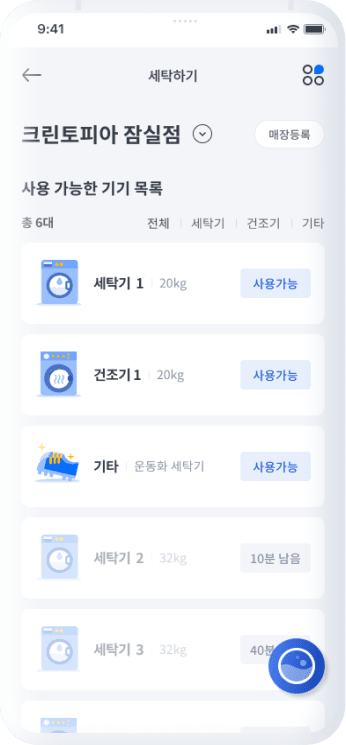 9:41
세탁하기
크린토피아 잠실점
매장등록
사용 가능한 기기 목록
총 6대
전체 세탁기 건조기 기타
세탁기 1 20kg 사용가능
건조기 1 20kg 사용가능
기타 운동화 세탁기 사용가능
세탁기 2 32kg 10분 남음
세탁기 3 32kg 40분